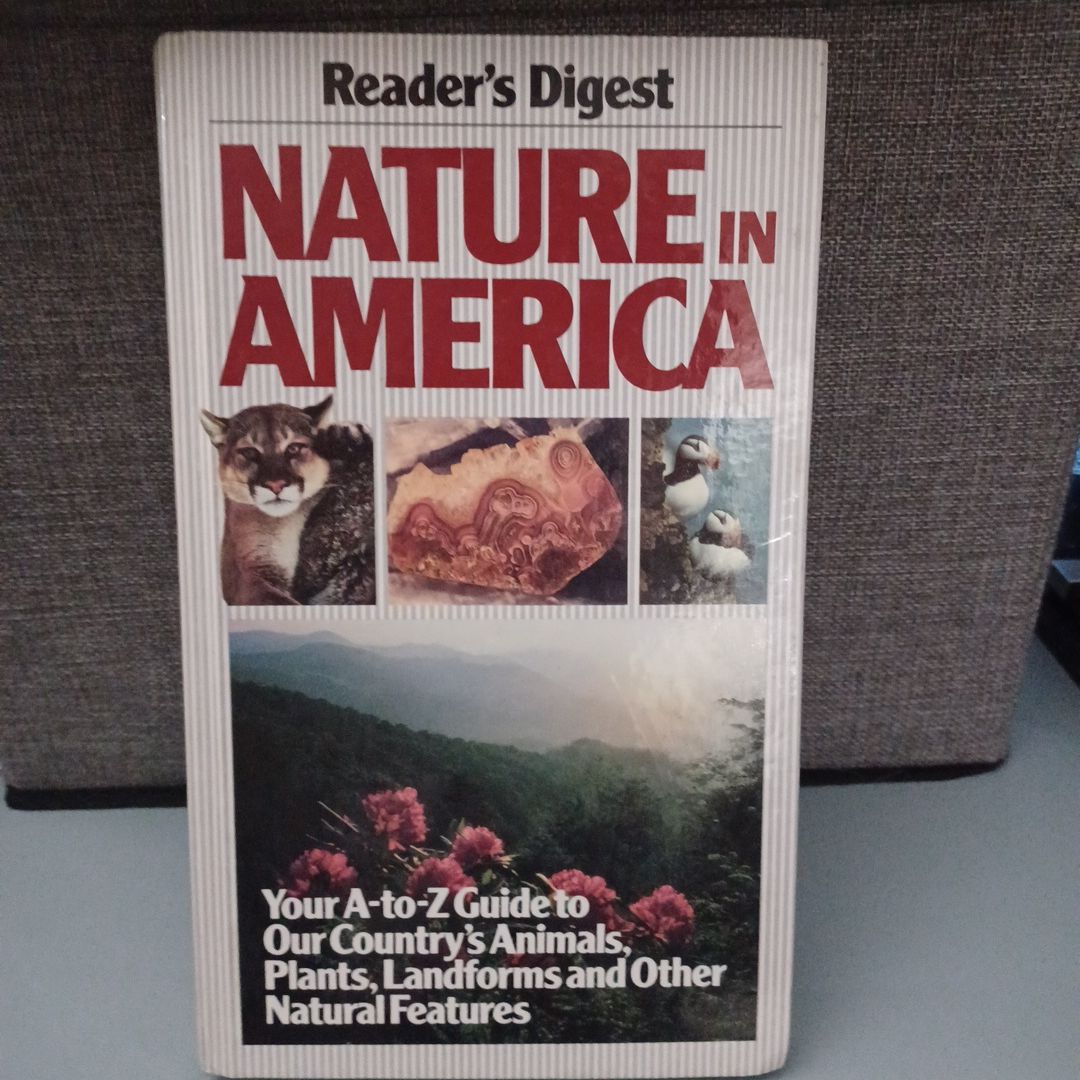 Reader's Digest
NATURE IN
AMERICA
Your A-to-Z Guide to
Our Country's Animals,
Plants, Landforms and Other
Natural Features